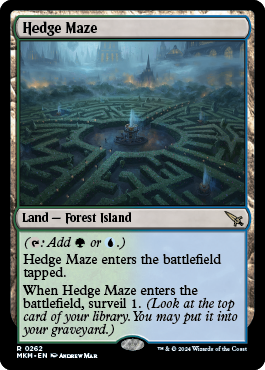 Hedge Maze
Land — Forest Island
(: Add or .)
Hedge Maze enters the battlefield
tapped.
When Hedge Maze enters the
battlefield, surveil 1. (Look at the top
card of your library. You may put it into
your graveyard.)
R 0262
MKM • EN Andrew Mar
™ & © 2024 Wizards of the Coast